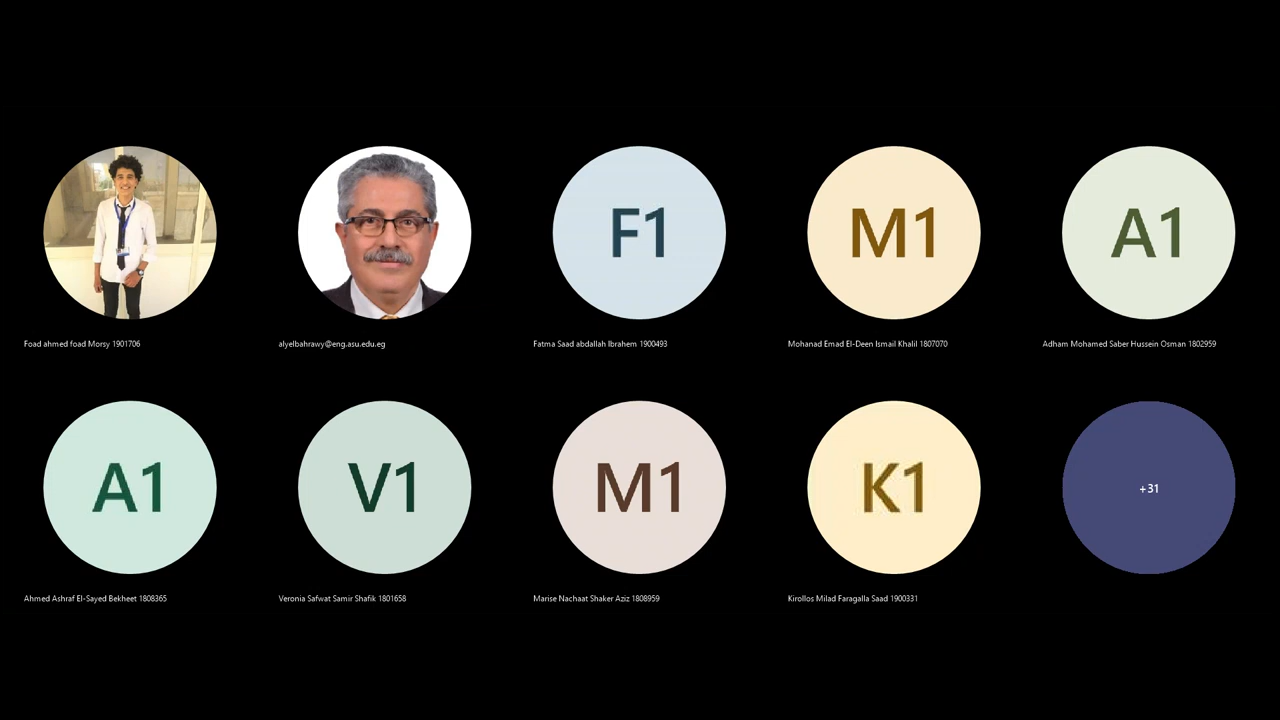 F1
M1
A1
Foad ahmed foad Morsy 1901706
alyelbahrawy@eng.asu.edu.eg
Fatma Saad abdallah Ibrahem 1900493
Mohanad Emad El-Deen Ismail Khalil 1807070
Adham Mohamed Saber Hussein Osman 1802959
A1
V1
M1
K1
+31
Ahmed Ashraf El-Sayed Bekheet 1808365
Veronia Safwat Samir Shafik 1801658
Marise Nachaat Shaker Aziz 1808959
Kirollos Milad Faragalla Saad 1900331